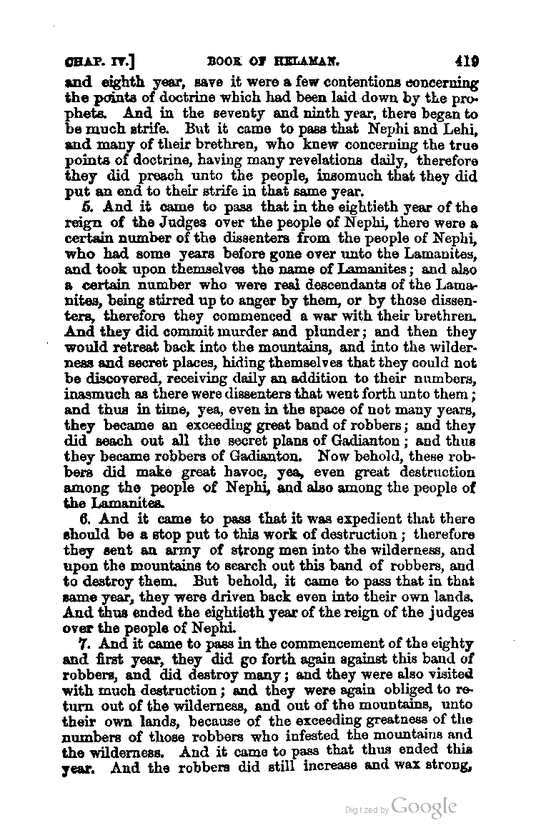 CHAP. IV.] BOOK OF HELAMAN. 419
and eighth year, save it were a few contentions concerning
the points of doctrine which had been laid down by the pro-
phets. And in the seventy and ninth year, there began to
be much strife. But it came to pass that Nephi and Lehi,
and many of their brethren, who knew concerning the true
points of doctrine, having many revelations daily, therefore
they did preach unto the people, insomuch that they did
put an end to their strife in that same year.
5. And it came to pass that in the eightieth year of the
reign of the Judges over the people of Nephi, there were a
certain number of the dissenters from the people of Nephi,
who had some years before gone over unto the Lamanites,
and took upon themselves the name of Lamanites; and also
a certain number who were real descendants of the Lama-
nites, being stirred up to anger by them, or by those dissen-
ters, therefore they commenced a war with their brethren.
And they did commit murder and plunder; and then they
would retreat back into the mountains, and into the wilder-
ness and secret places, hiding themselves that they could not
be discovered, receiving daily an addition to their numbers,
inasmuch as there were dissenters that went forth unto them;
and thus in time, yea, even in the space of not many years,
they became an exceeding great band of robbers; and they
did seach out all the secret plans of Gadianton; and thus
they became robbers of Gadianton. Now behold, these rob-
bers did make great havoc, yea, even great destruction
among the people of Nephi, and also among the people of
the Lamanites.
6. And it came to pass that it was expedient that there
should be a stop put to this work of destruction; therefore
they sent an army of strong men into the wilderness, and
upon the mountains to search out this band of robbers, and
to destroy them. But behold, it came to pass that in that
same year, they were driven back even into their own lands.
And thus ended the eightieth year of the reign of the judges
over the people of Nephi.
7. And it came to pass in the commencement of the eighty
and first year, they did go forth again against this band of
robbers, and did destroy many; and they were also visited
with much destruction; and they were again obliged to re-
turn out of the wilderness, and out of the mountains, unto
their own lands, because of the exceeding greatness of the
numbers of those robbers who infested the mountains and
the wilderness. And it came to pass that thus ended this
year. And the robbers did still increase and wax strong,
Digitized by Google